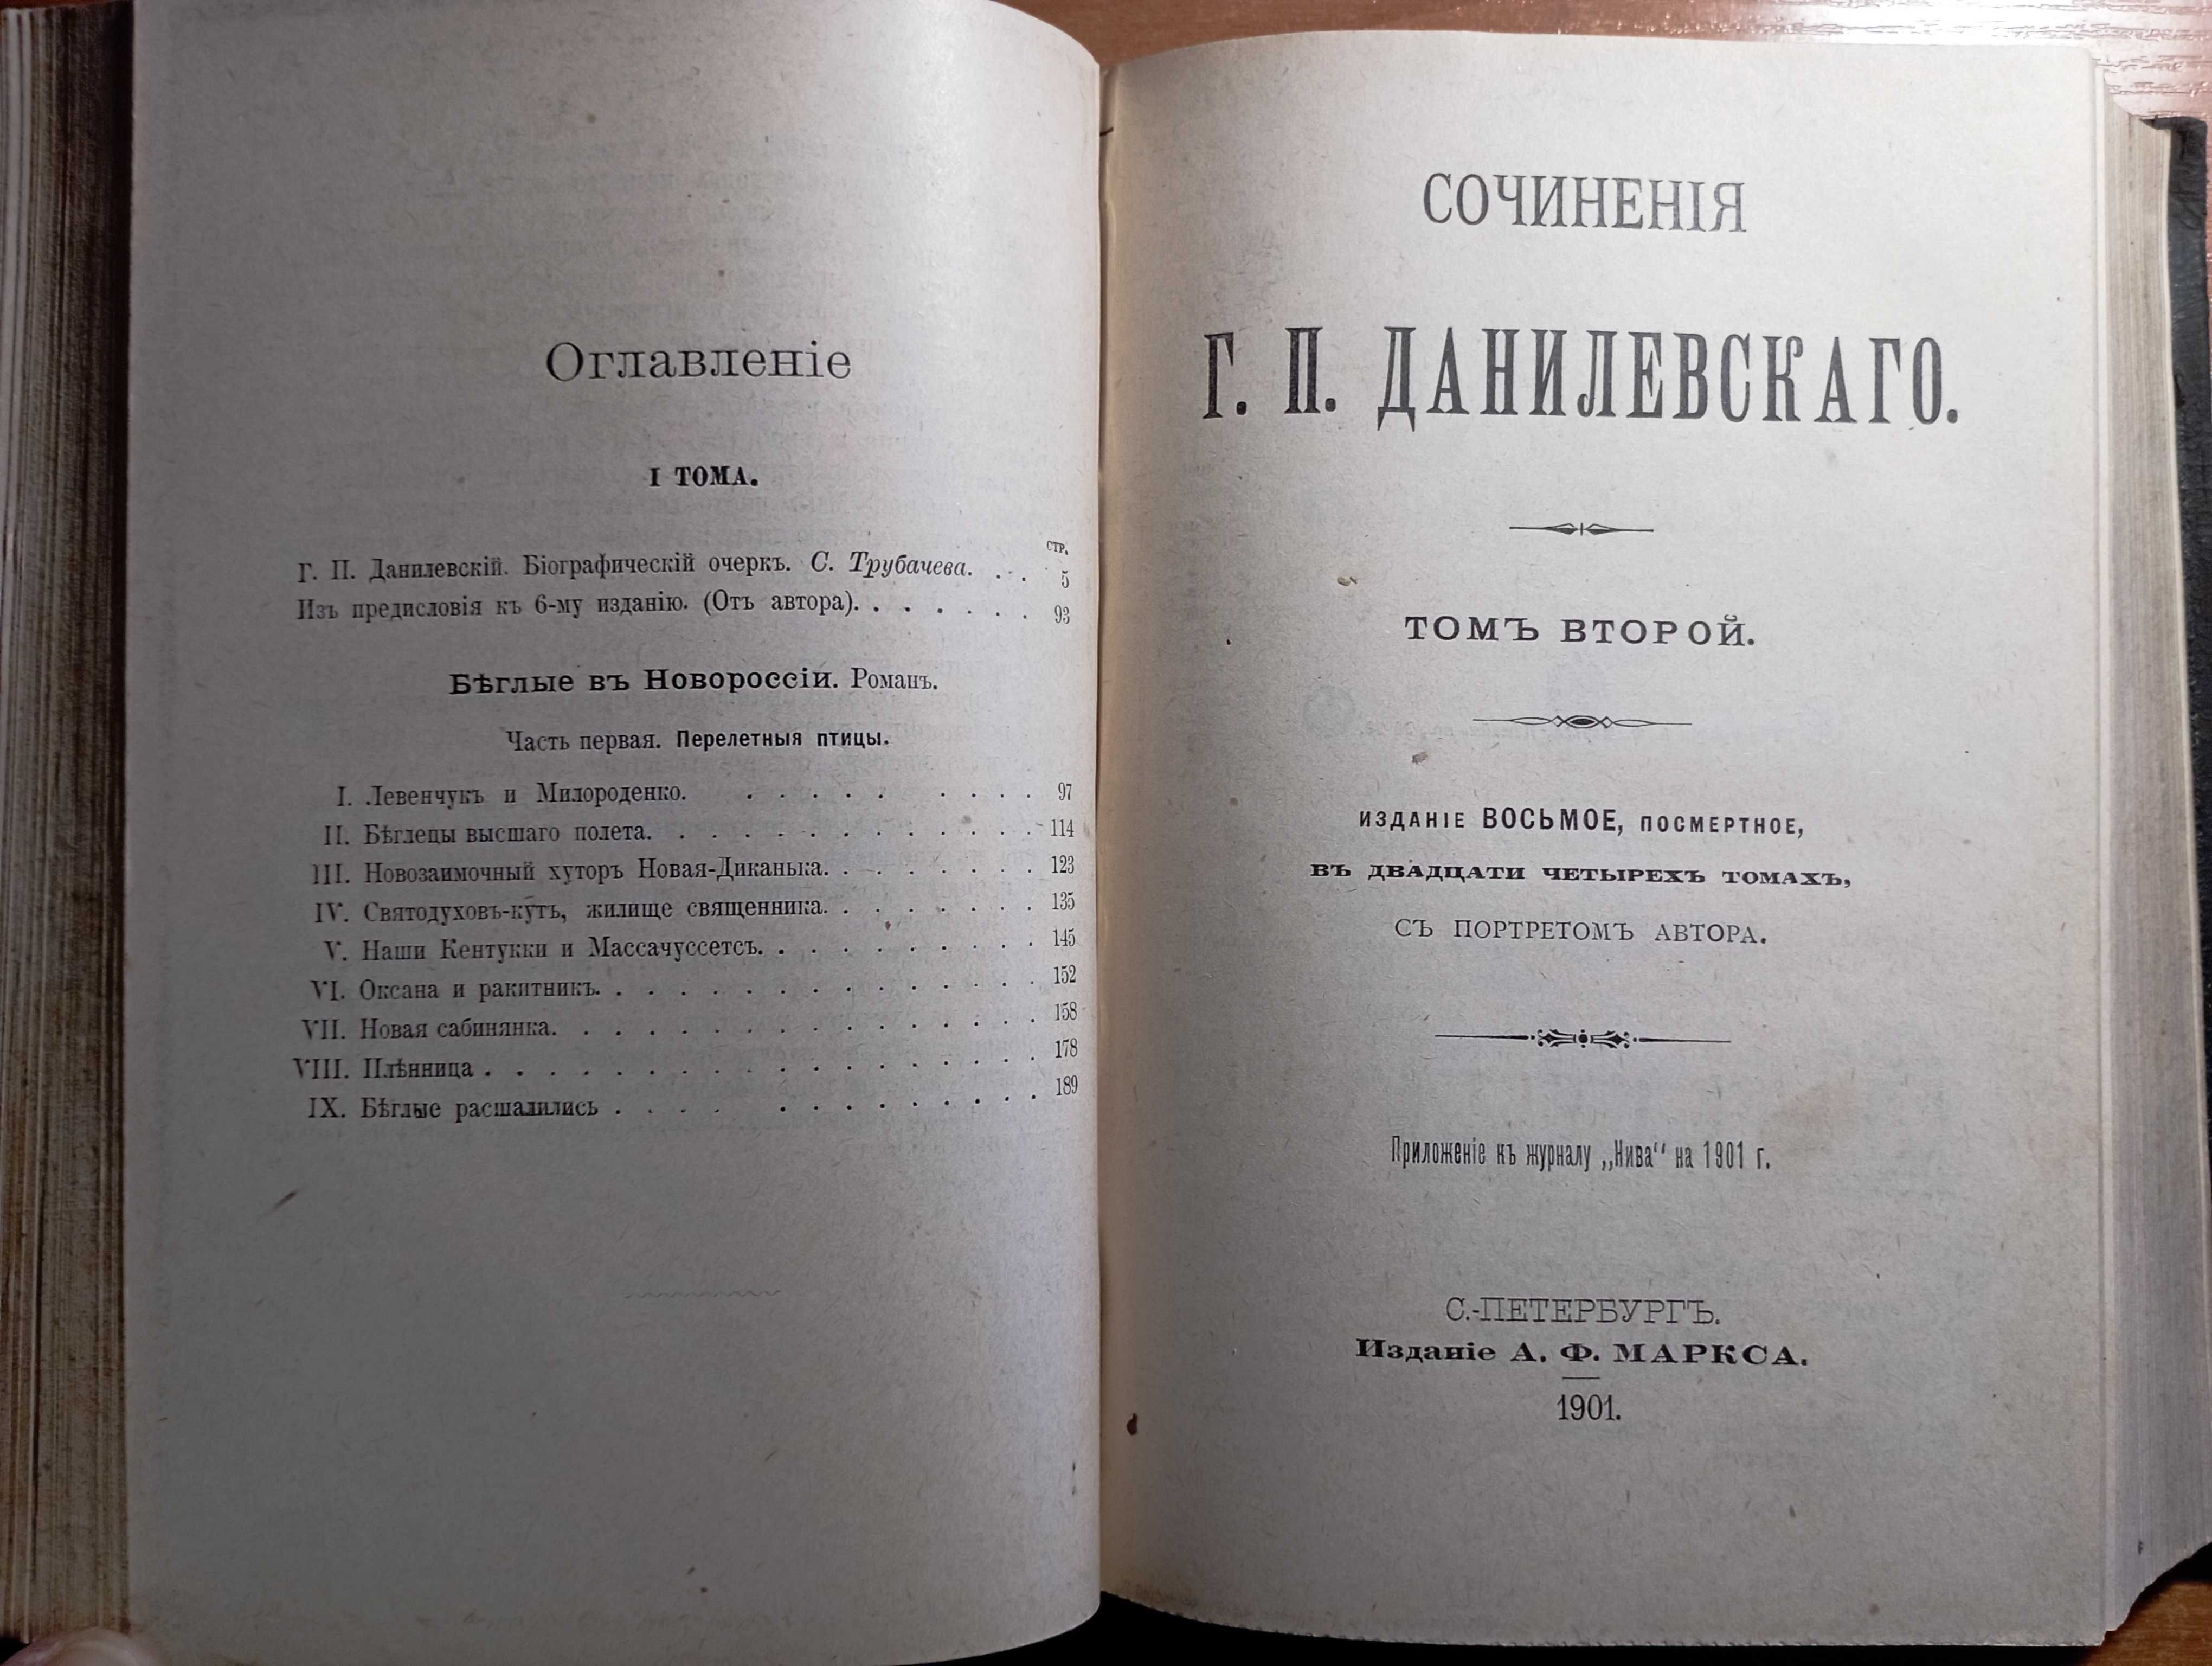 Оглавленіе
I ТОМА.
СТР.
Г. П. Данилевскій. Біографическій очеркъ. С. Трубачева. . . . 5
Изъ предисловія къ 6-му изданію. (Отъ автора). . . . . . . 93
Бѣглые въ Новороссіи. Романъ.
Часть первая. Перелетныя птицы.
I. Левенчукъ и Милороденко. . . . . . . . . . 97
II. Бѣглецы высшаго полета. . . . . . . . . . . . . 114
III. Новозаимочный хуторъ Новая-Диканька. . . . . . . . 123
IV. Святодуховъ-кутъ, жилище священника. . . . . . . . 135
V. Наши Кентукки и Массачуссетсъ. . . . . . . . . . 145
VI. Оксана и ракитникъ. . . . . . . . . . . . . . . 152
VII. Новая сабинянка. . . . . . . . . . . . . . . . 158
VIII. Плѣнница . . . . . . . . . . . . . . . . . . 178
IX. Бѣглые расшалились . . . . . . . . . . . . . 189
СОЧИНЕНІЯ
Г. П. ДАНИЛЕВСКАГО.
ТОМЪ ВТОРОЙ.
ИЗДАНІЕ ВОСЬМОЕ, ПОСМЕРТНОЕ,
ВЪ ДВАДЦАТИ ЧЕТЫРЕХЪ ТОМАХЪ,
СЪ ПОРТРЕТОМЪ АВТОРА.
Приложеніе къ журналу „Нива“ на 1901 г.
С.-ПЕТЕРБУРГЪ.
Изданіе А. Ф. МАРКСА.
1901.